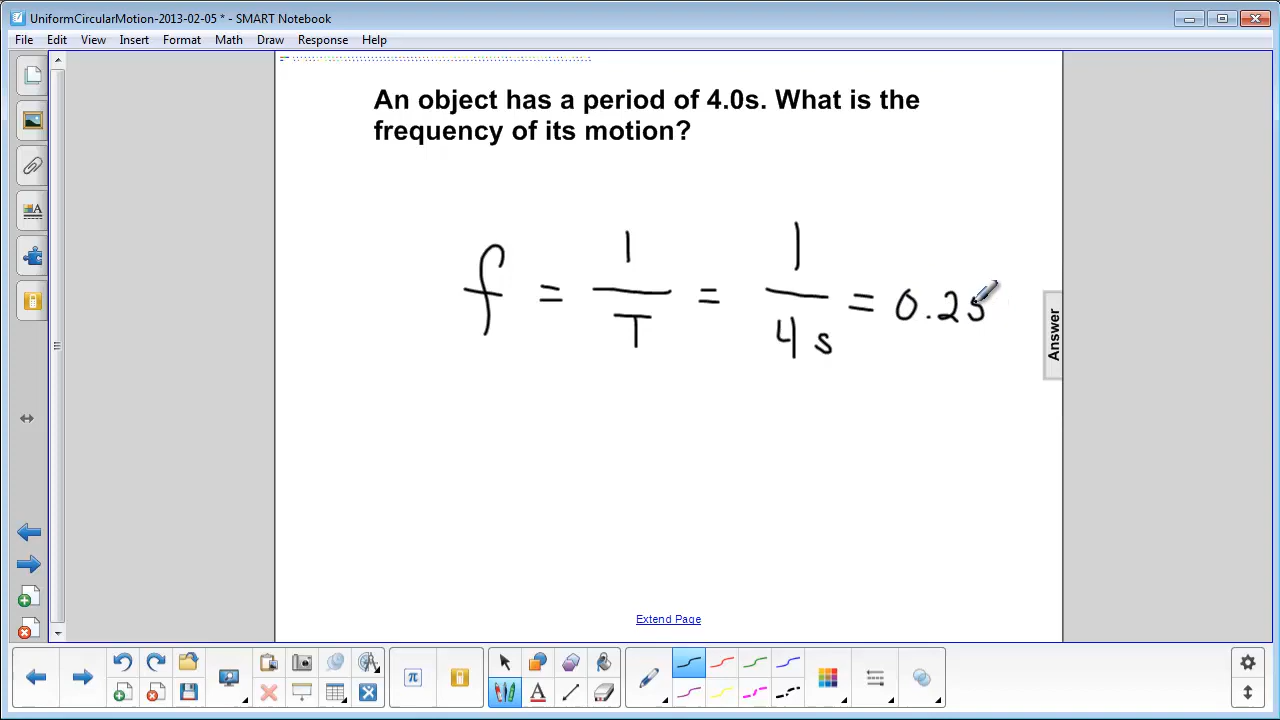 UniformCircularMotion-2013-02-05 * - SMART Notebook
File Edit View Insert Format Math Draw Response Help
An object has a period of 4.0s. What is the
frequency of its motion?
f = 1/T = 1/4 s = 0.25
Answer
Extend Page
π
A